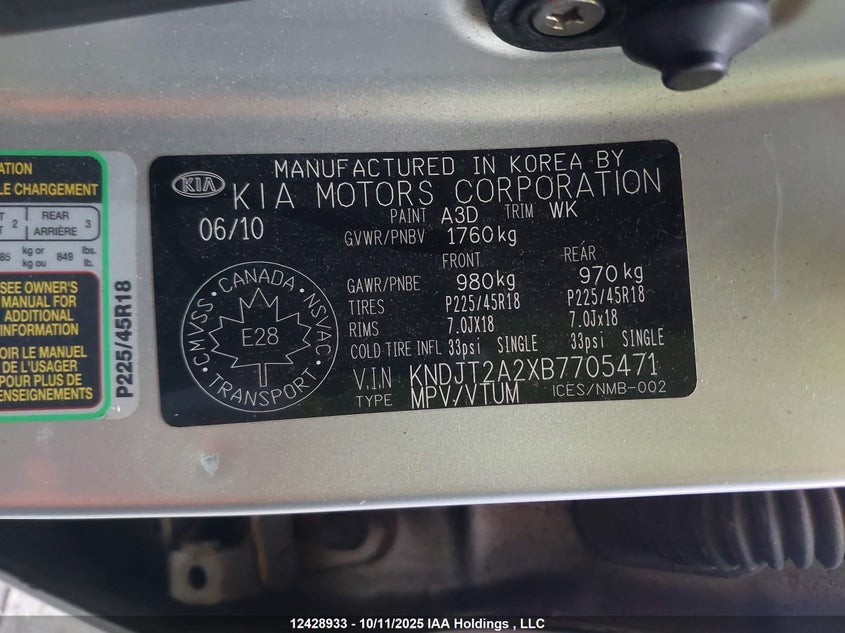 ATION
LE CHARGEMENT
T 2 REAR 3
T ARRIÈRE
85 kg or 849 lbs.
kg ou lb.
SEE OWNER'S
MANUAL FOR
ADDITIONAL
INFORMATION
OIR LE MANUEL
DE L'USAGER
POUR PLUS DE
ENSEIGNEMENTS
P225/45R18
KIA
MANUFACTURED IN KOREA BY
KIA MOTORS CORPORATION
06/10
PAINT A3D TRIM WK
GVWR/PNBV 1760kg
FRONT REAR
GAWR/PNBE 980kg 970kg
TIRES P225/45R18 P225/45R18
RIMS 7.0JX18 7.0Jx18
COLD TIRE INFL 33psi SINGLE 33psi SINGLE
V.I.N KNDJT2A2XB7705471
TYPE MPV/VTUM ICES/NMB-002
CANADA
CMVSS NSVAC
E28
TRANSPORT
12428933 - 10/11/2025 IAA Holdings , LLC